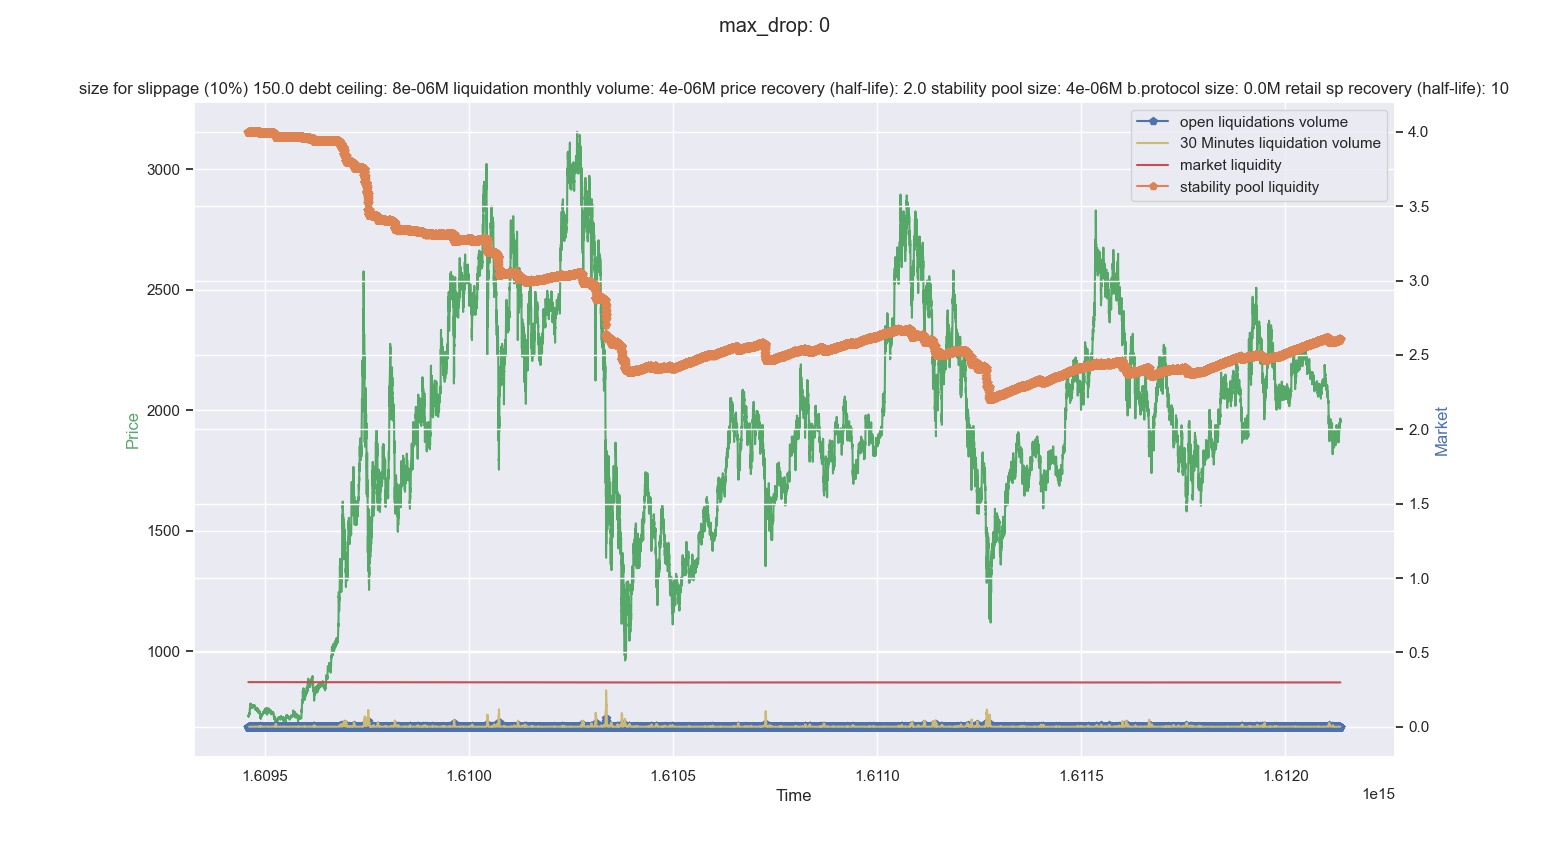 max_drop: 0
size for slippage (10%) 150.0 debt ceiling: 8e-06M liquidation monthly volume: 4e-06M price recovery (half-life): 2.0 stability pool size: 4e-06M b.protocol size: 0.0M retail sp recovery (half-life): 10
open liquidations volume
30 Minutes liquidation volume
market liquidity
stability pool liquidity
3000
2500
2000
1500
1000
Price
4.0
3.5
3.0
2.5
2.0
1.5
1.0
0.5
0.0
Market
1.6095 1.6100 1.6105 1.6110 1.6115 1.6120
Time
1e15